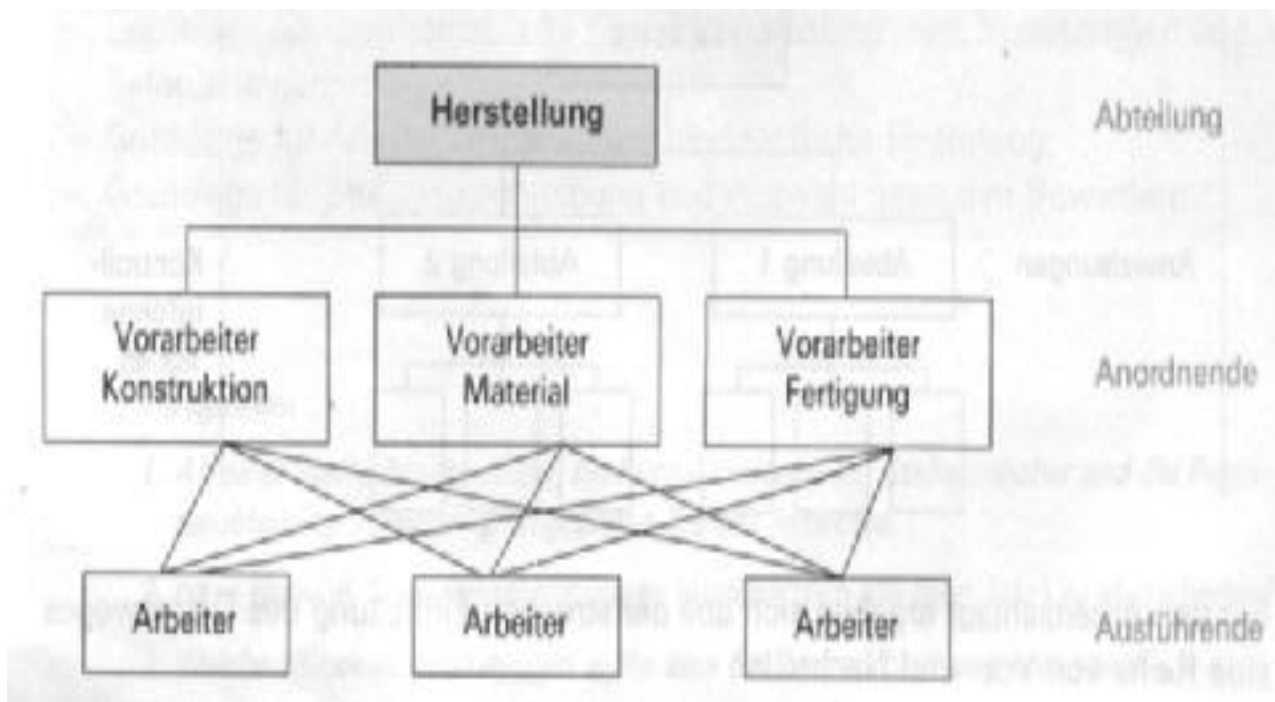 Herstellung
Abteilung
Vorarbeiter
Konstruktion
Vorarbeiter
Material
Vorarbeiter
Fertigung
Anordnende
Arbeiter
Arbeiter
Arbeiter
Ausführende